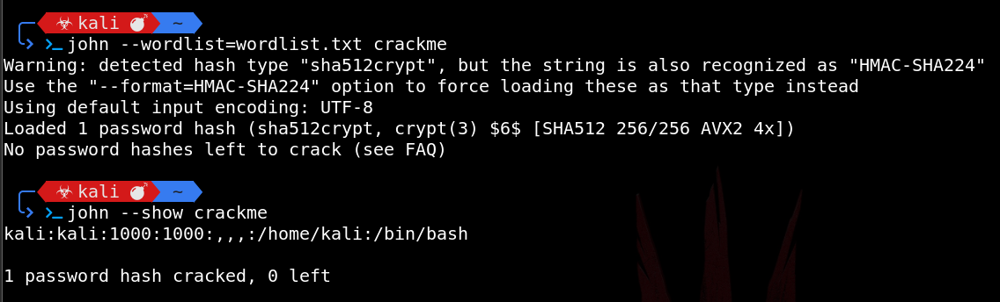 kali ~
john --wordlist=wordlist.txt crackme
Warning: detected hash type "sha512crypt", but the string is also recognized as "HMAC-SHA224"
Use the "--format=HMAC-SHA224" option to force loading these as that type instead
Using default input encoding: UTF-8
Loaded 1 password hash (sha512crypt, crypt(3) $6$ [SHA512 256/256 AVX2 4x])
No password hashes left to crack (see FAQ)
kali ~
john --show crackme
kali:kali:1000:1000:,,,:/home/kali:/bin/bash
1 password hash cracked, 0 left